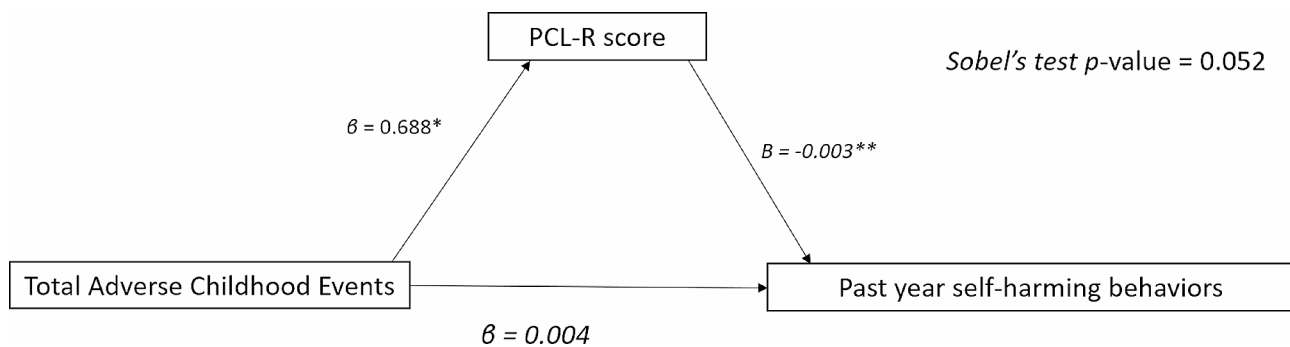 PCL-R score
Sobel's test p-value = 0.052
β = 0.688*
B = -0.003**
Total Adverse Childhood Events
Past year self-harming behaviors
β = 0.004